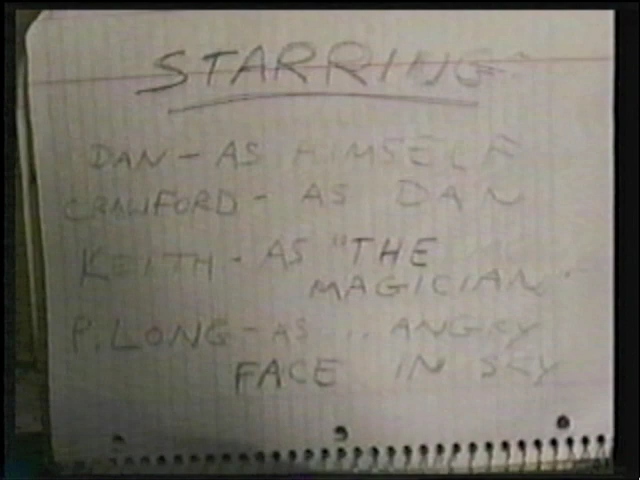 STARRING
DAN - AS HIMSELF
CRAWFORD - AS DAN
KEITH - AS "THE
MAGICIAN"
P. LONG - AS .. ANGRY
FACE IN SKY